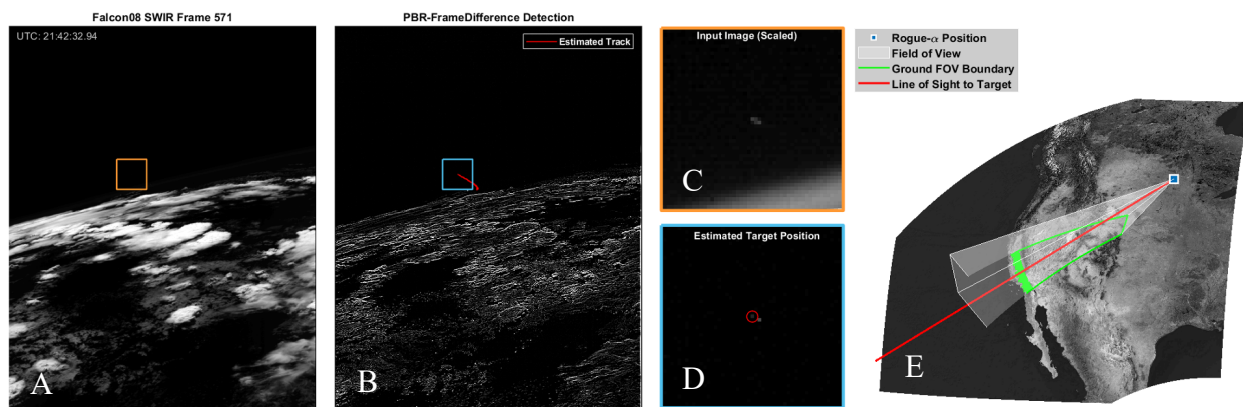 Falcon08 SWIR Frame 571
UTC: 21:42:32.94
A
PBR-FrameDifference Detection
Estimated Track
B
Input Image (Scaled)
C
Estimated Target Position
D
Rogue-α Position
Field of View
Ground FOV Boundary
Line of Sight to Target
E